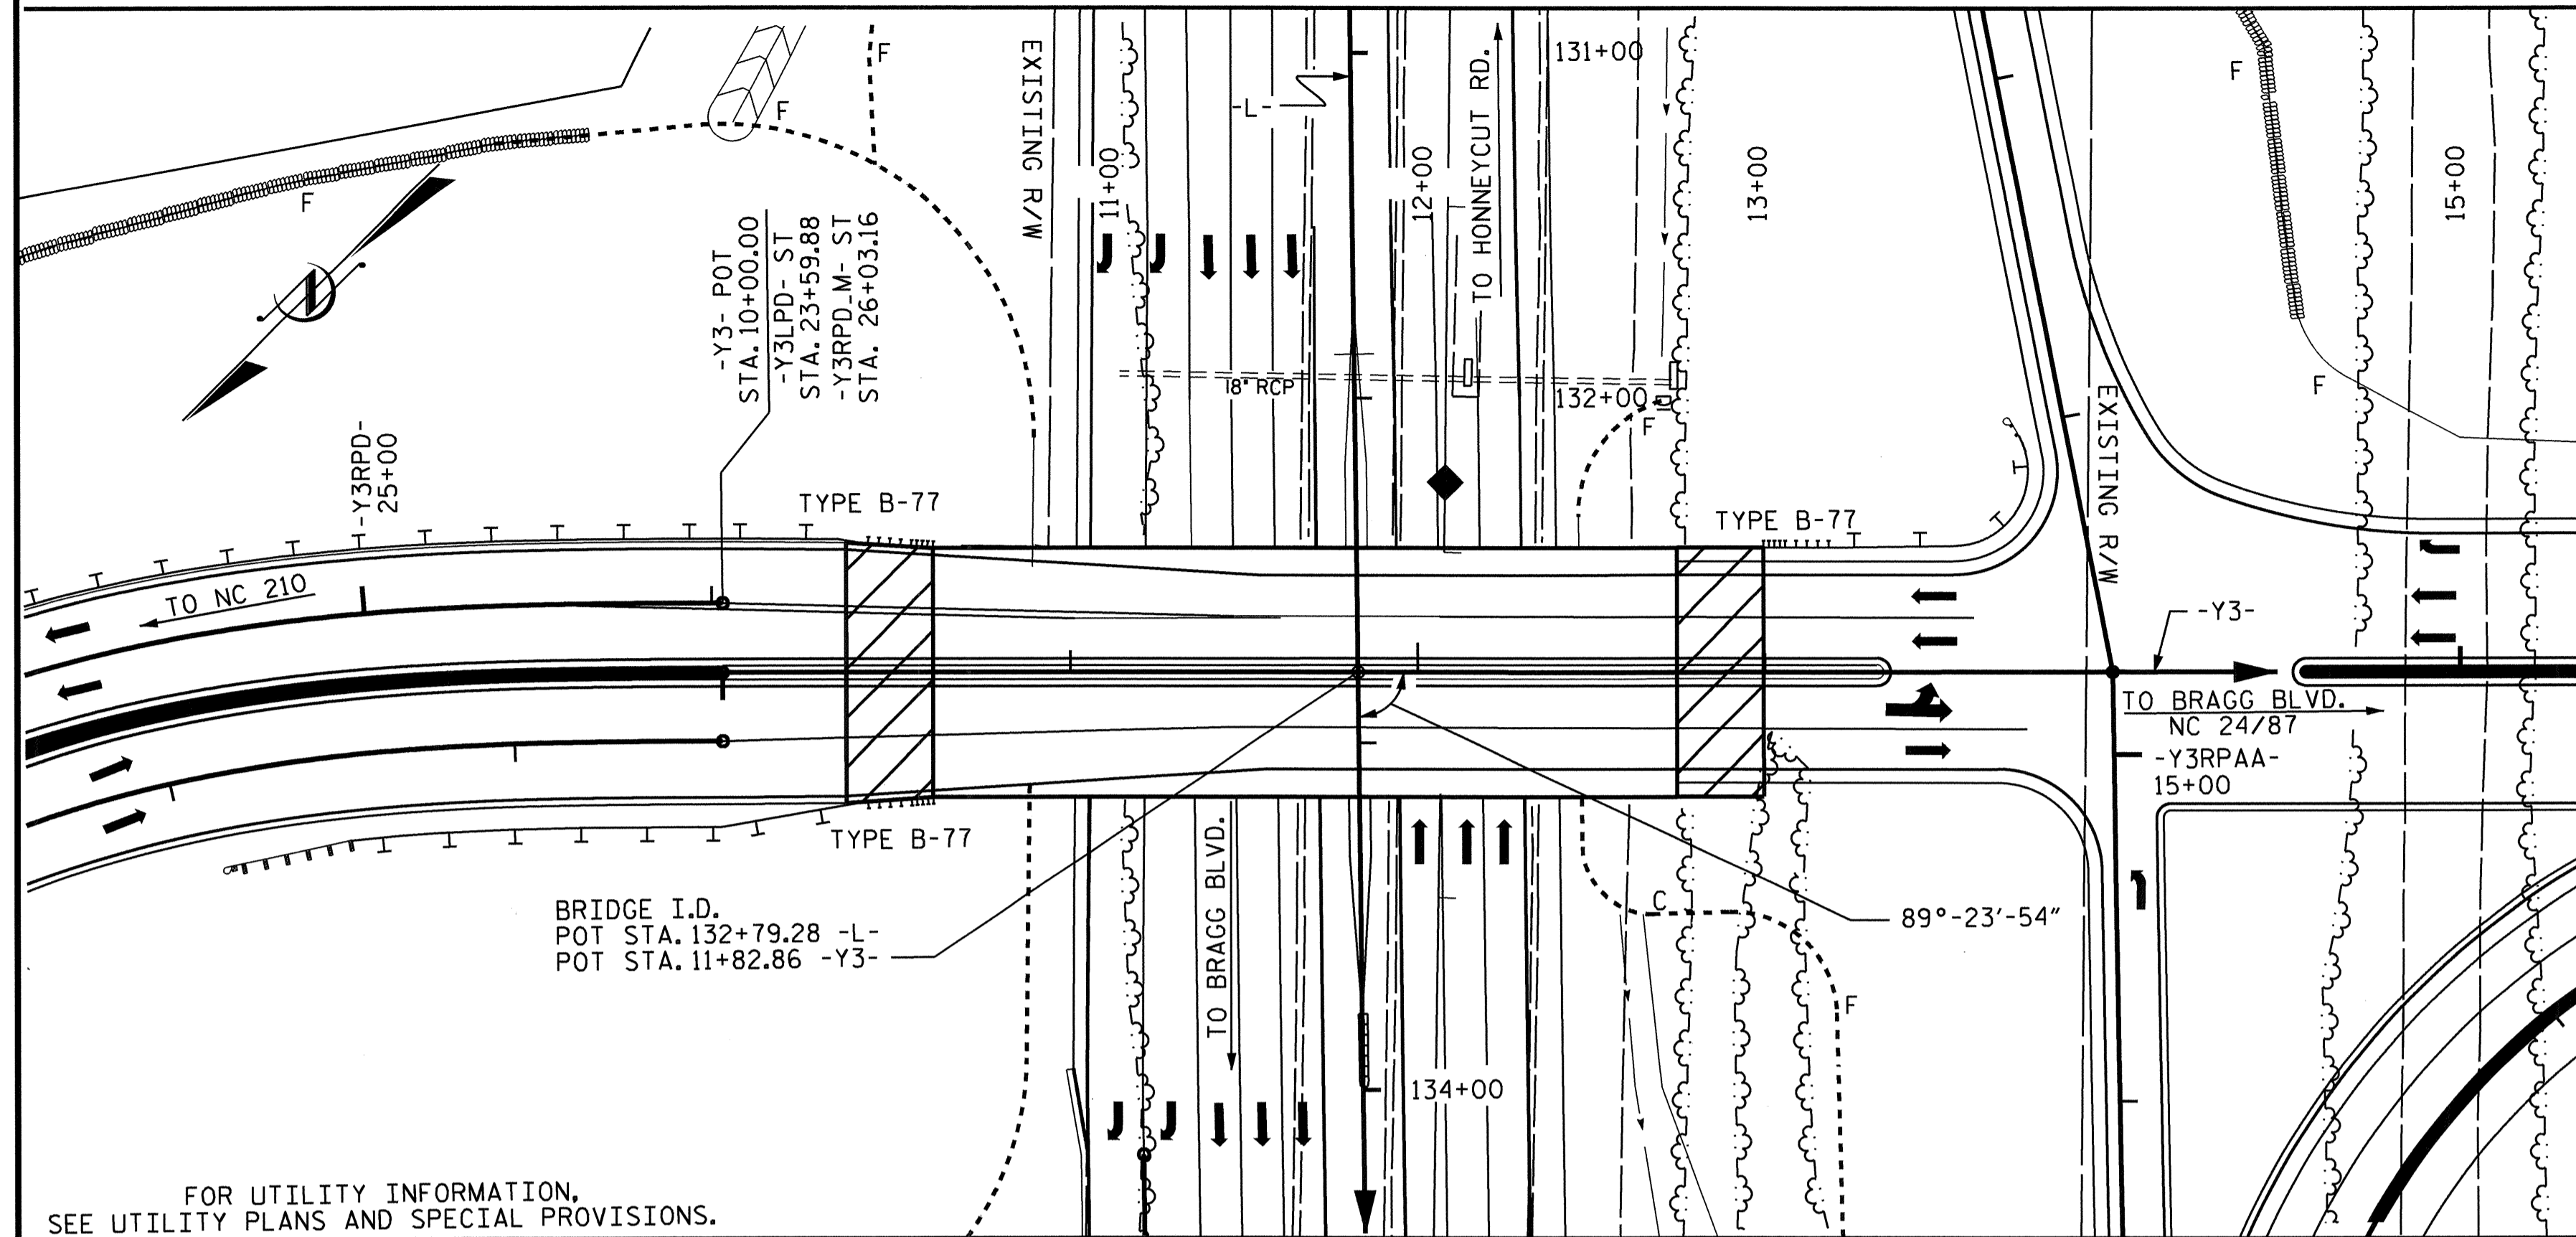 F
F
F
F
F
F
F
F
C
EXISTING R/W
-L-
11+00
12+00
TO HONNEYCUT RD.
131+00
13+00
15+00
-Y3- POT
STA. 10+00.00
-Y3LPD- ST
STA. 23+59.88
-Y3RPD_M- ST
STA. 26+03.16
18" RCP
132+00
EXISTING R/W
-Y3RPD-
25+00
TYPE B-77
TYPE B-77
TO NC 210
-Y3-
TO BRAGG BLVD.
NC 24/87
-Y3RPAA-
15+00
TYPE B-77
TO BRAGG BLVD.
BRIDGE I.D.
POT STA. 132+79.28 -L-
POT STA. 11+82.86 -Y3-
89°-23'-54"
134+00
FOR UTILITY INFORMATION,
SEE UTILITY PLANS AND SPECIAL PROVISIONS.